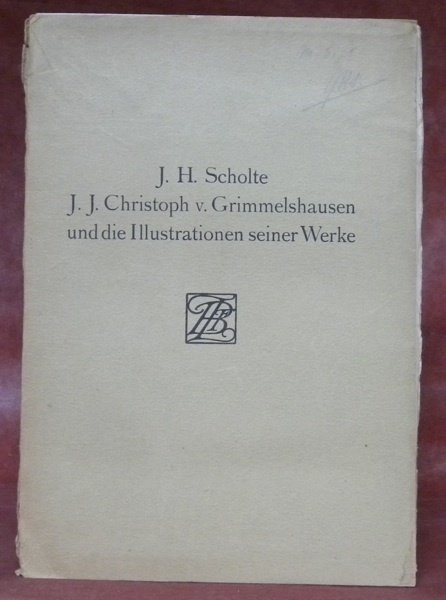 J. H. Scholte
J. J. Christoph v. Grimmelshausen
und die Illustrationen seiner Werke